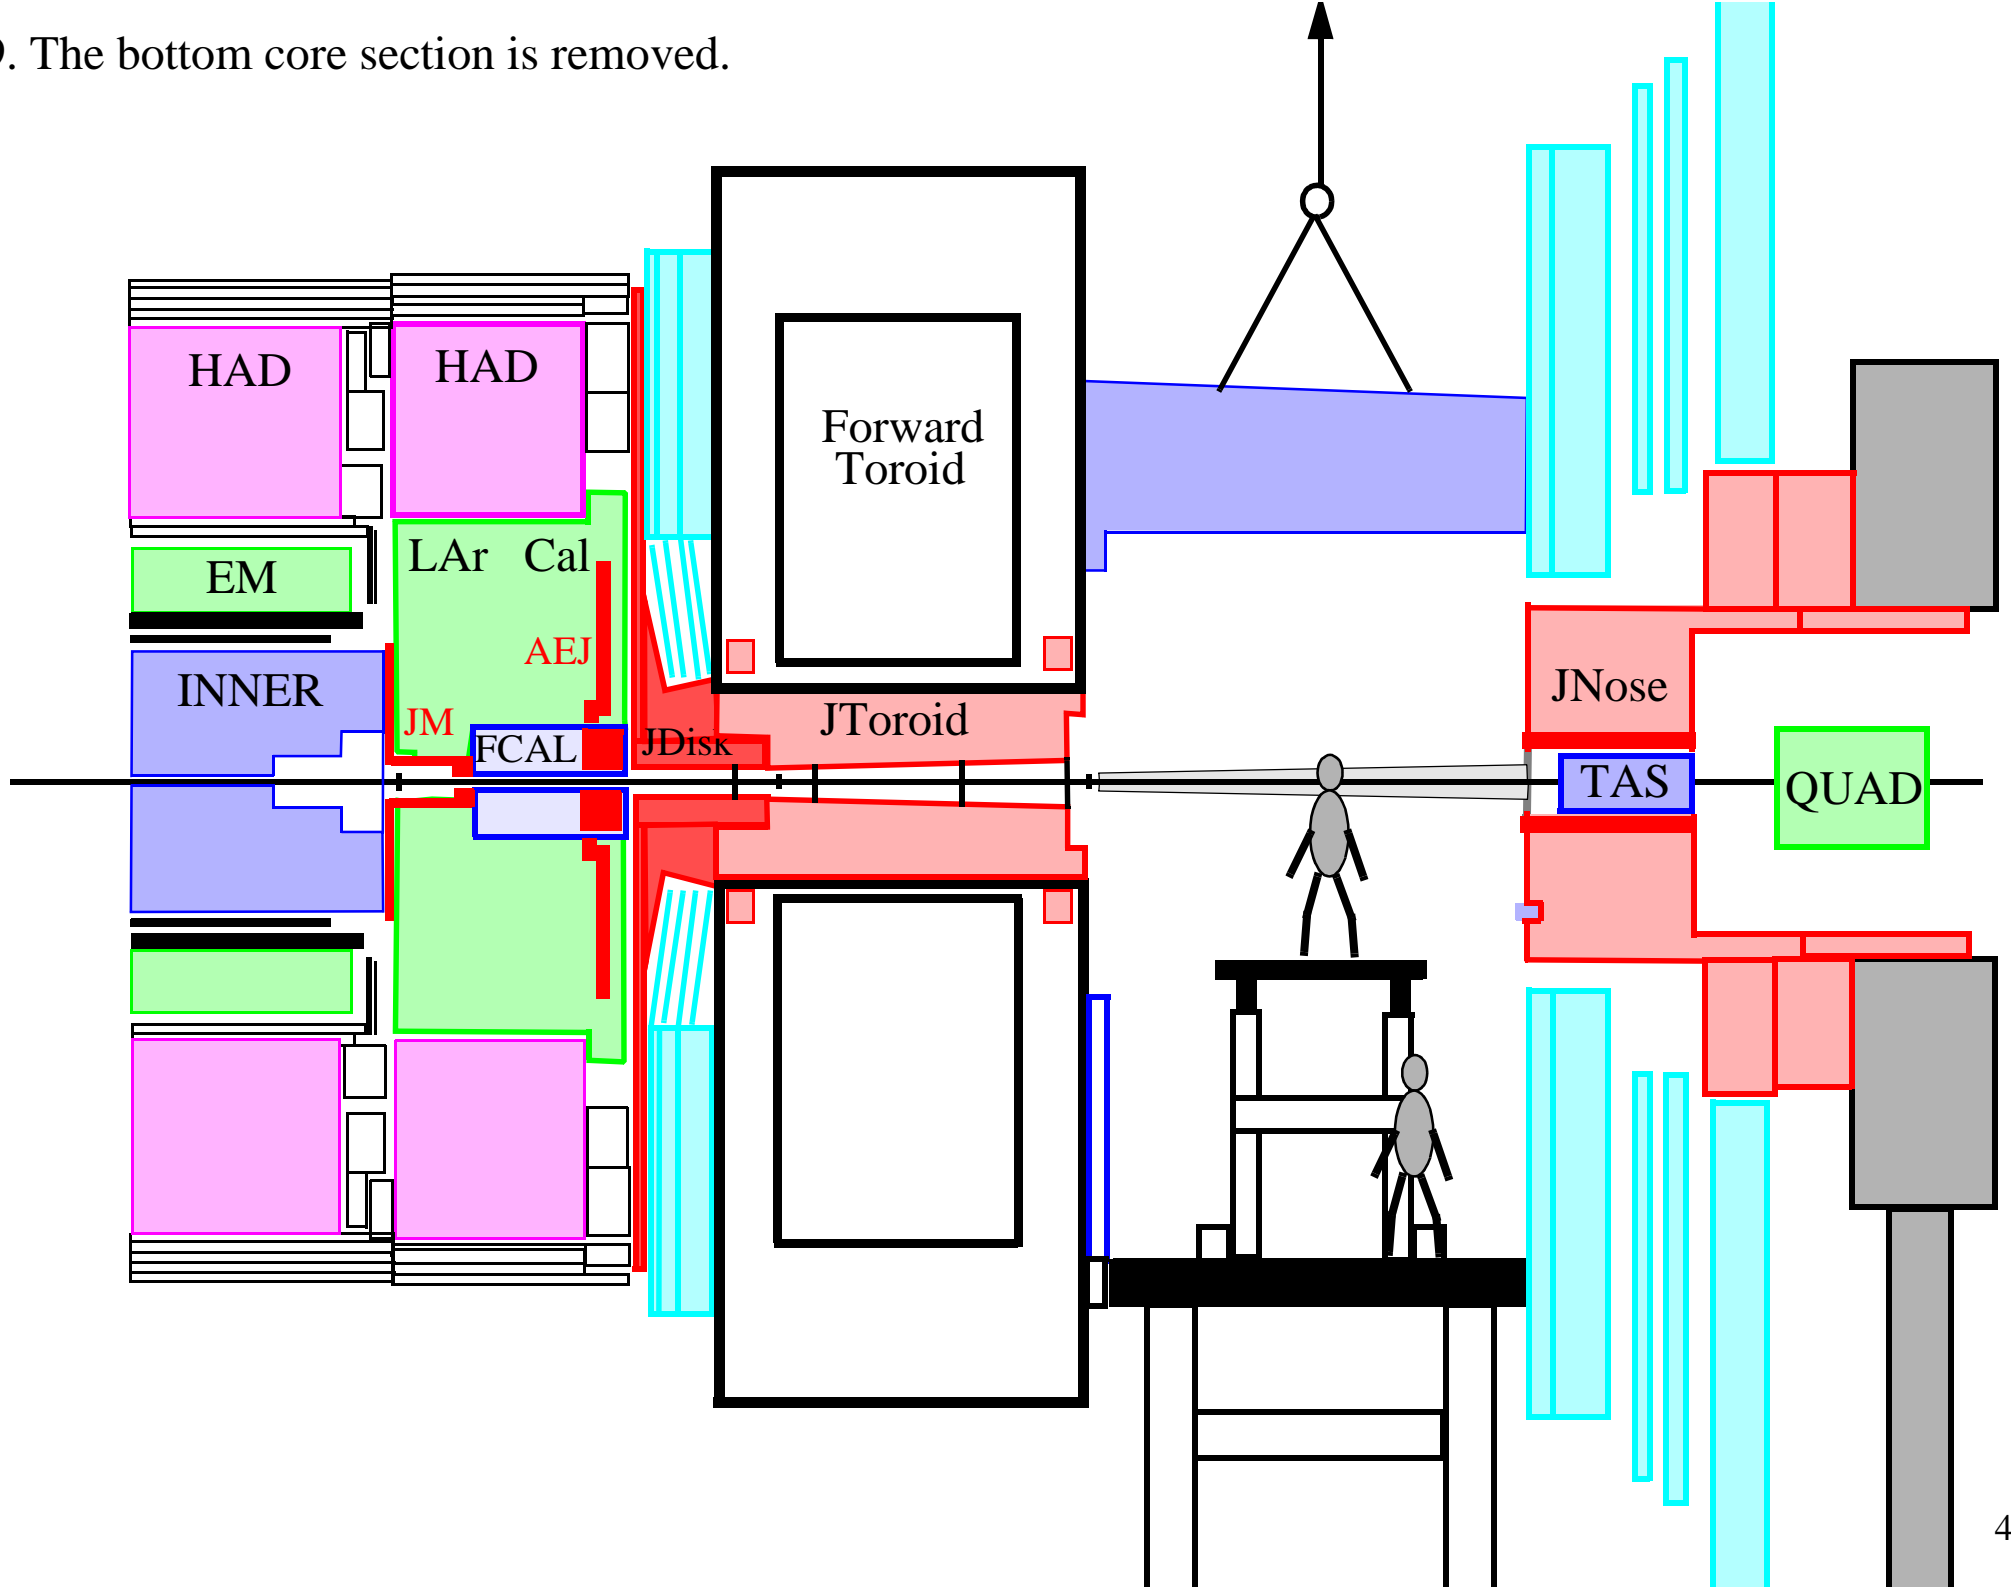 . The bottom core section is removed.
HAD
HAD
Forward
Toroid
LAr Cal
EM
AEJ
INNER
JM
FCAL
JDisk
JToroid
JNose
TAS
QUAD
4